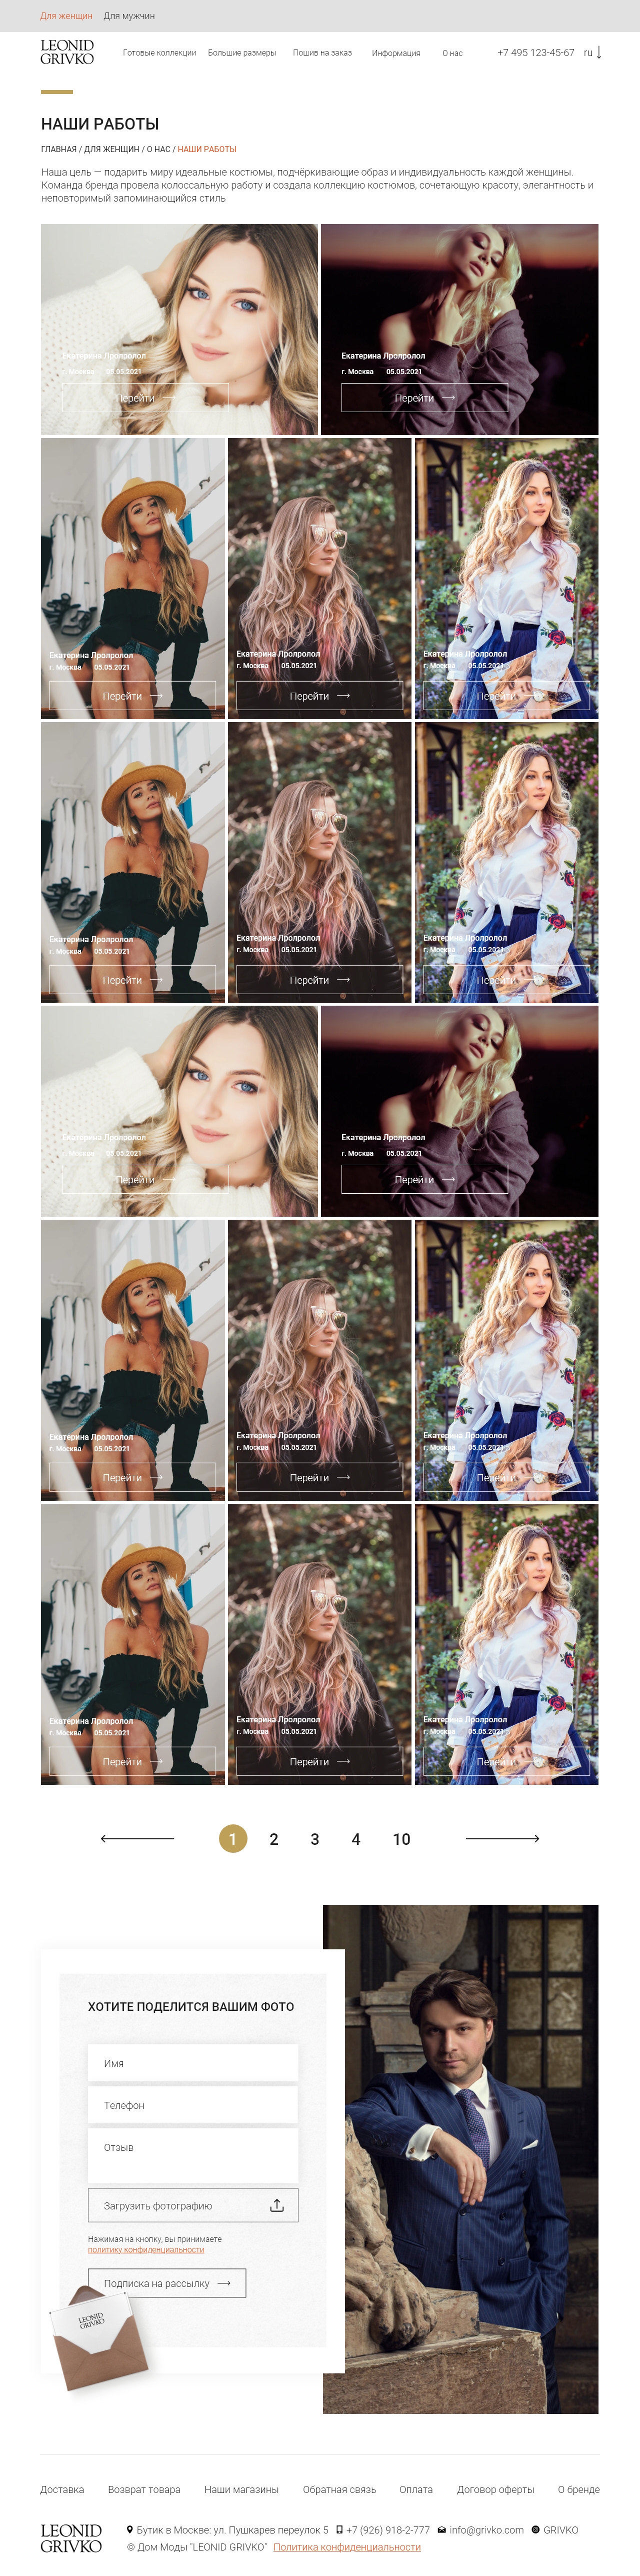 Для женщин Для мужчин
LEONID
GRIVKO
Готовые коллекции Большие размеры Пошив на заказ Информация О нас +7 495 123-45-67 ru
НАШИ РАБОТЫ
ГЛАВНАЯ / ДЛЯ ЖЕНЩИН / О НАС / НАШИ РАБОТЫ
Наша цель — подарить миру идеальные костюмы, подчёркивающие образ и индивидуальность каждой женщины.
Команда бренда провела колоссальную работу и создала коллекцию костюмов, сочетающую красоту, элегантность и
неповторимый запоминающийся стиль
Екатерина Лролролол
г. Москва 05.05.2021
Перейти
Екатерина Лролролол
г. Москва 05.05.2021
Перейти
Екатерина Лролролол
г. Москва 05.05.2021
Перейти
Екатерина Лролролол
г. Москва 05.05.2021
Перейти
Екатерина Лролролол
г. Москва 05.05.2021
Перейти
Екатерина Лролролол
г. Москва 05.05.2021
Перейти
Екатерина Лролролол
г. Москва 05.05.2021
Перейти
Екатерина Лролролол
г. Москва 05.05.2021
Перейти
Екатерина Лролролол
г. Москва 05.05.2021
Перейти
Екатерина Лролролол
г. Москва 05.05.2021
Перейти
Екатерина Лролролол
г. Москва 05.05.2021
Перейти
Екатерина Лролролол
г. Москва 05.05.2021
Перейти
Екатерина Лролролол
г. Москва 05.05.2021
Перейти
Екатерина Лролролол
г. Москва 05.05.2021
Перейти
Екатерина Лролролол
г. Москва 05.05.2021
Перейти
Екатерина Лролролол
г. Москва 05.05.2021
Перейти
1 2 3 4 10
ХОТИТЕ ПОДЕЛИТСЯ ВАШИМ ФОТО
Имя
Телефон
Отзыв
Загрузить фотографию
Нажимая на кнопку, вы принимаете
политику конфиденциальности
Подписка на рассылку
LEONID
GRIVKO
Доставка Возврат товара Наши магазины Обратная связь Оплата Договор оферты О бренде
LEONID
GRIVKO
Бутик в Москве: ул. Пушкарев переулок 5 +7 (926) 918-2-777 info@grivko.com GRIVKO
© Дом Моды "LEONID GRIVKO" Политика конфиденциальности